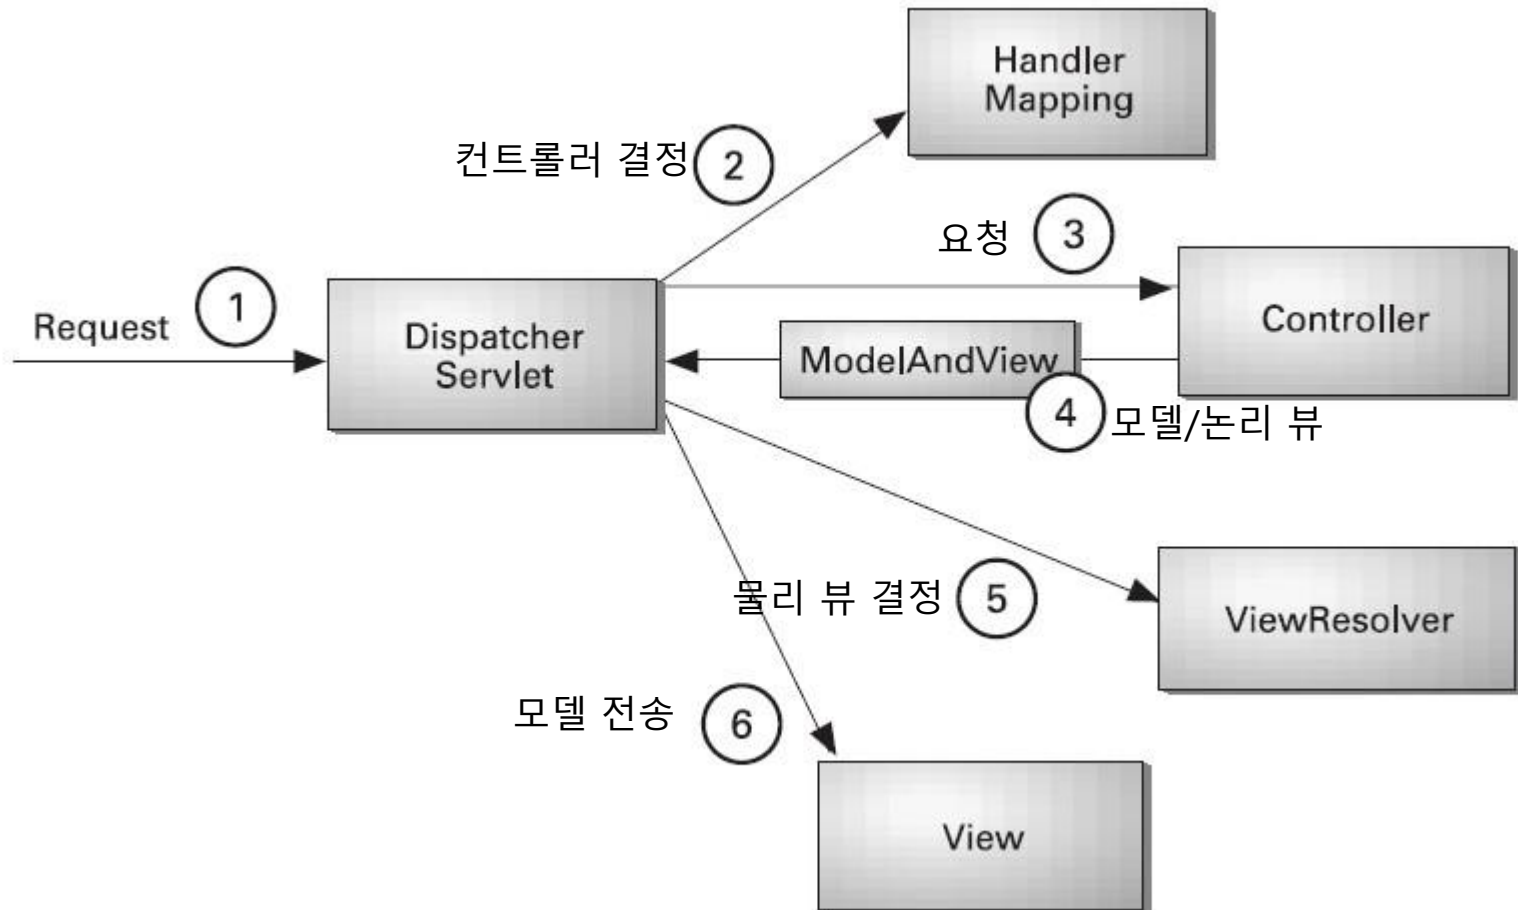 Handler
Mapping
컨트롤러 결정 2
요청 3
Request 1
Dispatcher
Servlet
Controller
ModelAndView
4 모델/논리 뷰
물리 뷰 결정 5
ViewResolver
모델 전송 6
View